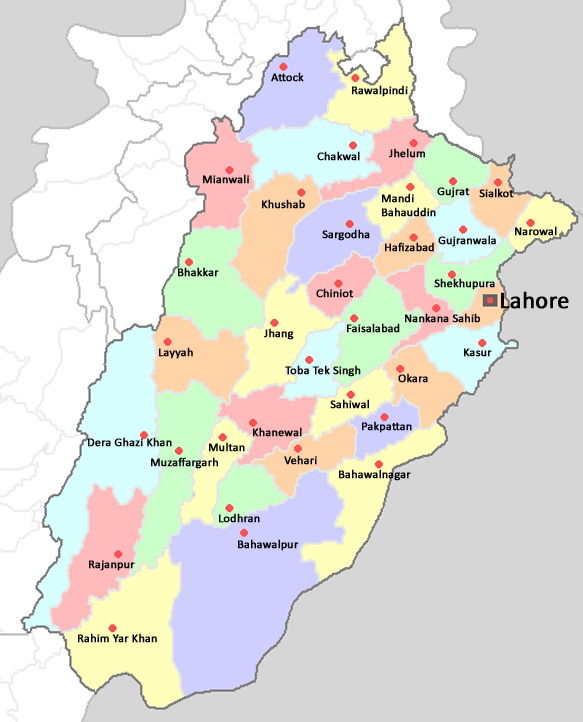 Attock
Rawalpindi
Chakwal
Jhelum
Mianwali
Khushab
Mandi
Bahauddin
Gujrat
Sialkot
Sargodha
Hafizabad
Gujranwala
Narowal
Bhakkar
Chiniot
Shekhupura
Lahore
Nankana Sahib
Jhang
Faisalabad
Layyah
Kasur
Toba Tek Singh
Okara
Sahiwal
Pakpattan
Khanewal
Dera Ghazi Khan
Multan
Muzaffargarh
Vehari
Bahawalnagar
Lodhran
Bahawalpur
Rajanpur
Rahim Yar Khan